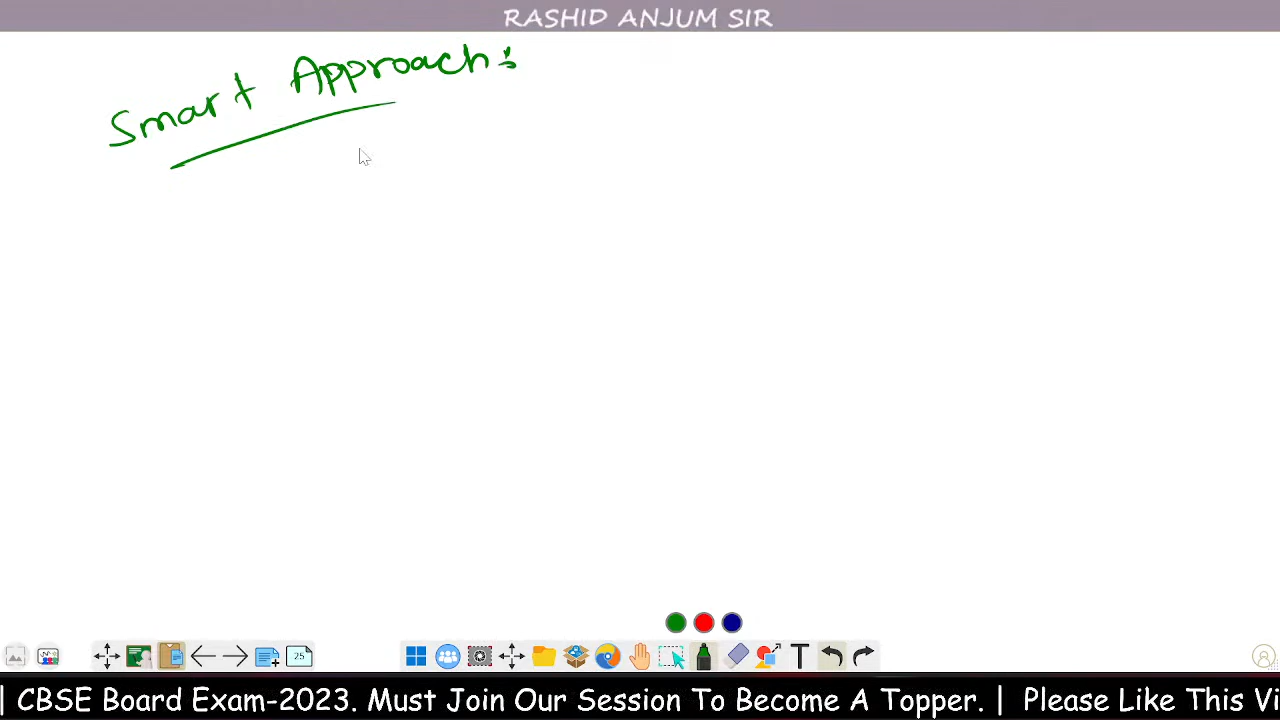 RASHID ANJUM SIR
Smart Approach:
25
T
| CBSE Board Exam-2023. Must Join Our Session To Become A Topper. | Please Like This Vi